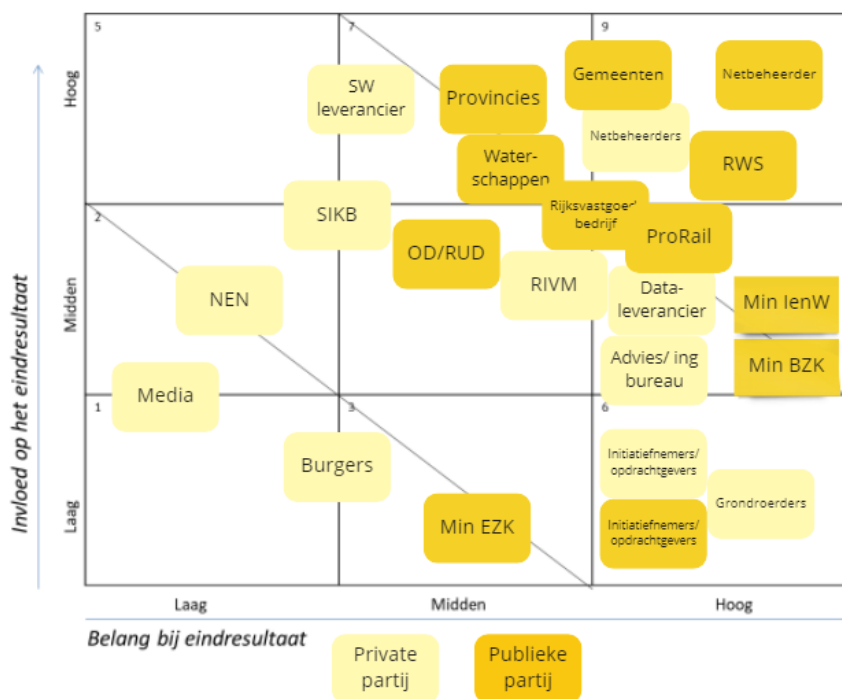 Invloed op het eindresultaat
Hoog
Midden
Laag
5
7
9
SW
leverancier
Provincies
Gemeenten
Netbeheerder
Netbeheerders
Water-
schappen
RWS
2
SIKB
OD/RUD
Rijksvastgoed
bedrijf
ProRail
NEN
RIVM
Data-
leverancier
Min IenW
Media
Advies/ ing
bureau
Min BZK
1
3
6
Burgers
Initiatiefnemers/
opdrachtgevers
Min EZK
Initiatiefnemers/
opdrachtgevers
Grondroerders
Laag
Midden
Hoog
Belang bij eindresultaat
Private
partij
Publieke
partij